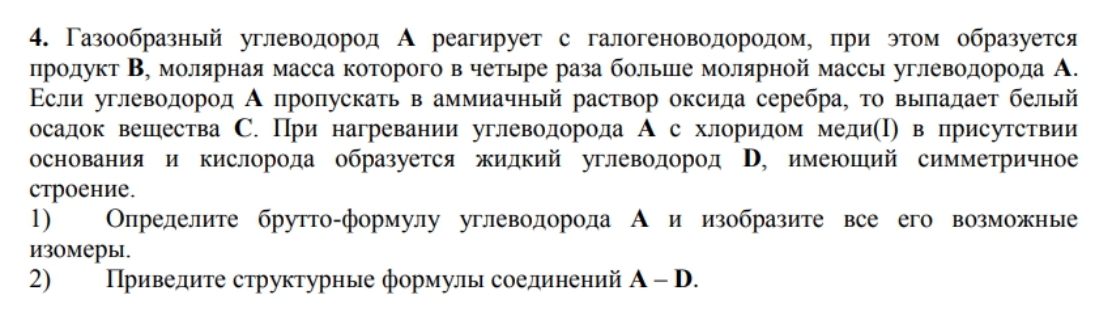 4. Газообразный углеводород A реагирует с галогеноводородом, при этом образуется
продукт B, молярная масса которого в четыре раза больше молярной массы углеводорода A.
Если углеводород A пропускать в аммиачный раствор оксида серебра, то выпадает белый
осадок вещества C. При нагревании углеводорода A с хлоридом меди(I) в присутствии
основания и кислорода образуется жидкий углеводород D, имеющий симметричное
строение.
1) Определите брутто-формулу углеводорода A и изобразите все его возможные
изомеры.
2) Приведите структурные формулы соединений A – D.